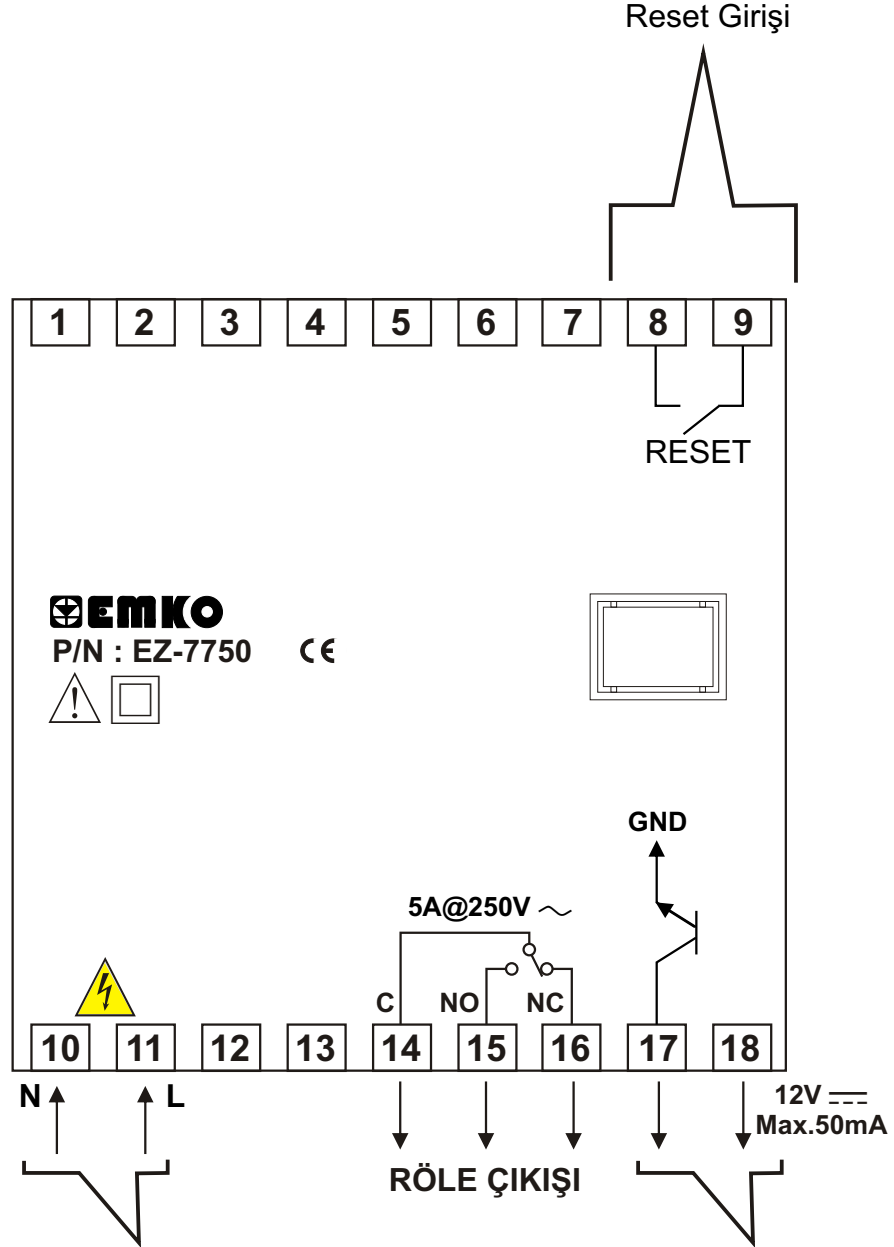 Reset Girişi
1 2 3 4 5 6 7 8 9
RESET
EMKO
P/N : EZ-7750 CE
GND
5A@250V ~
C NO NC
10 11 12 13 14 15 16 17 18
N L
12V
Max.50mA
RÖLE ÇIKIŞI